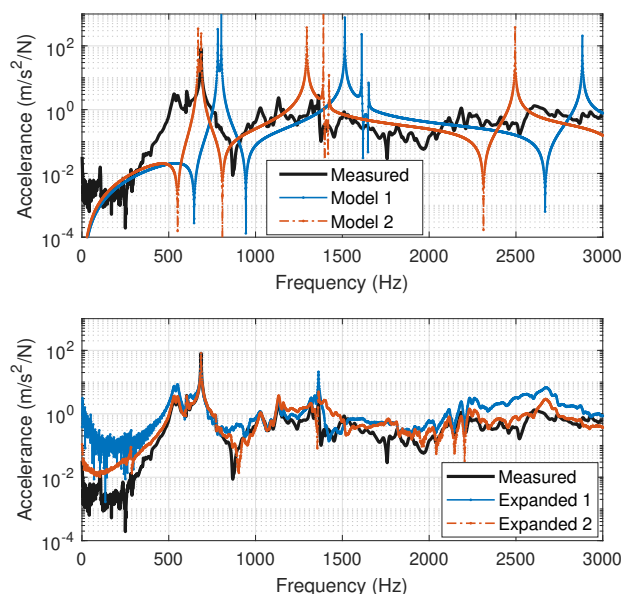 10^2
10^0
10^-2
10^-4
Accelerance (m/s^2/N)
Measured
Model 1
Model 2
0 500 1000 1500 2000 2500 3000
Frequency (Hz)
10^2
10^0
10^-2
10^-4
Accelerance (m/s^2/N)
Measured
Expanded 1
Expanded 2
0 500 1000 1500 2000 2500 3000
Frequency (Hz)